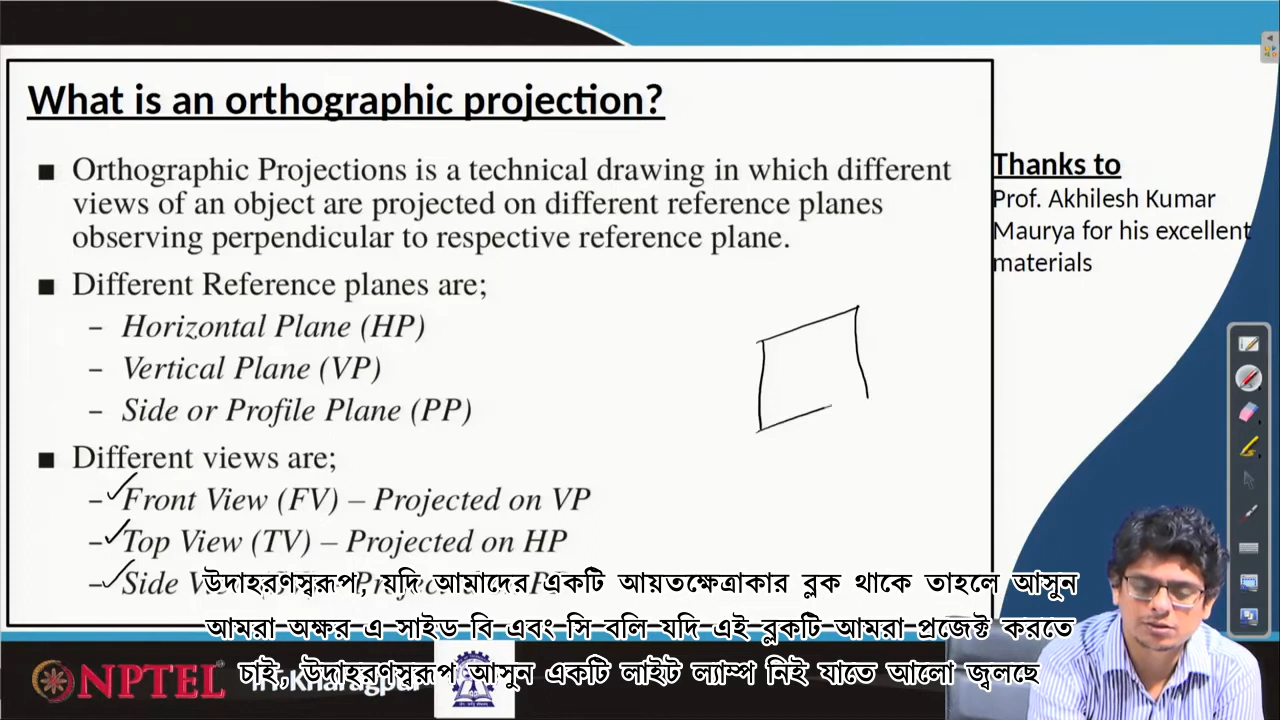 What is an orthographic projection?
■ Orthographic Projections is a technical drawing in which different
views of an object are projected on different reference planes
observing perpendicular to respective reference plane.
■ Different Reference planes are;
– Horizontal Plane (HP)
– Vertical Plane (VP)
– Side or Profile Plane (PP)
■ Different views are;
– Front View (FV) – Projected on VP
– Top View (TV) – Projected on HP
– Side
Thanks to
Prof. Akhilesh Kumar
Maurya for his excellent
materials
উদাহরণস্বরূপ, যদি আমাদের একটি আয়তক্ষেত্রাকার ব্লক থাকে তাহলে আসুন
আমরা অক্ষর এ সাইড বি এবং সি বলি যদি এই ব্লকটি আমরা প্রজেক্ট করতে
চাই, উদাহরণস্বরূপ আসুন একটি লাইট ল্যাম্প নিই যাতে আলো জ্বলছে
NPTEL